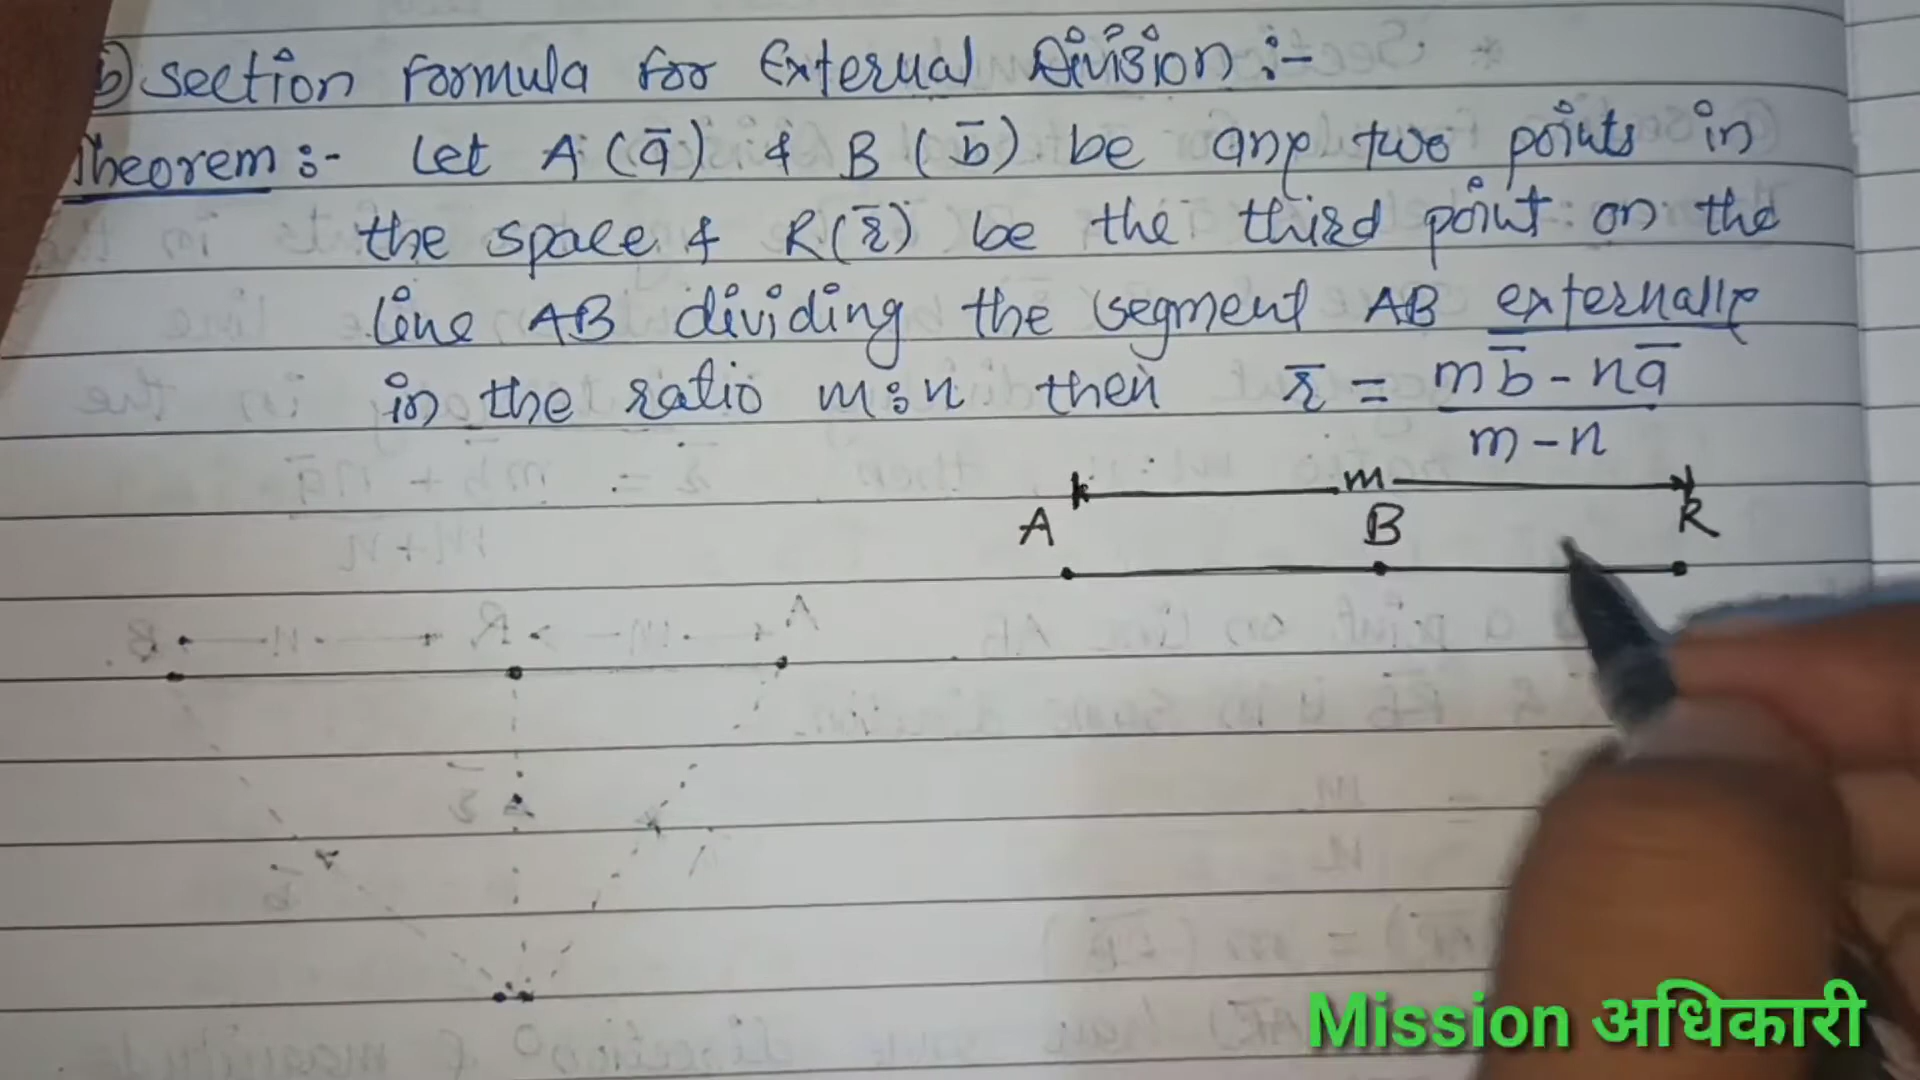 b) Section Formula for External Division :-
Theorem :- Let A (a̅) & B (b̅) be any two points in
the space & R(r̅) be the third point on the
line AB dividing the segment AB externally
in the ratio m:n then r̅ = mb̅ - na̅
m - n
m
A B R
Mission अधिकारी